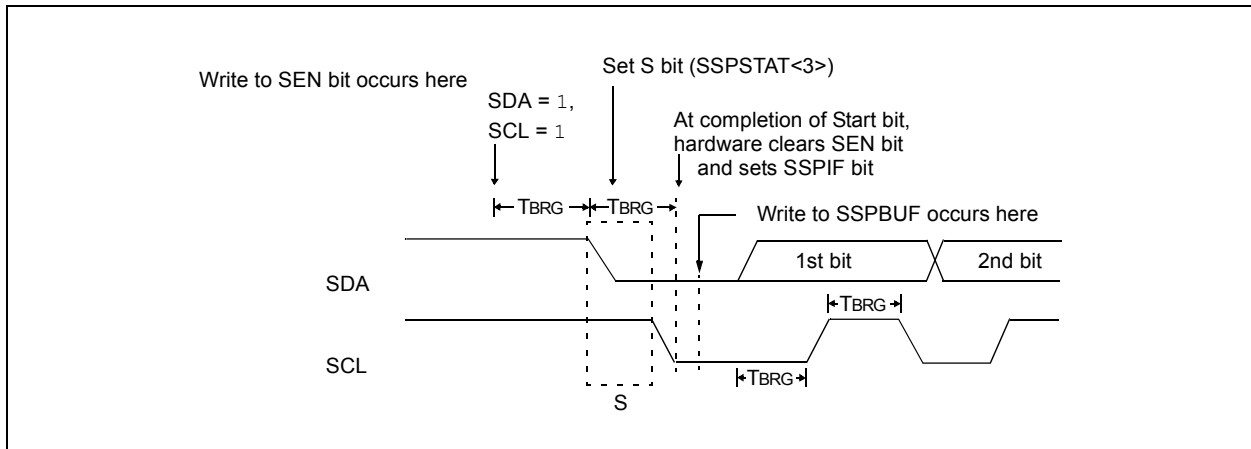 Write to SEN bit occurs here
Set S bit (SSPSTAT<3>)
SDA = 1,
SCL = 1
At completion of Start bit,
hardware clears SEN bit
and sets SSPIF bit
TBRG
TBRG
Write to SSPBUF occurs here
SDA
1st bit
2nd bit
TBRG
SCL
TBRG
S